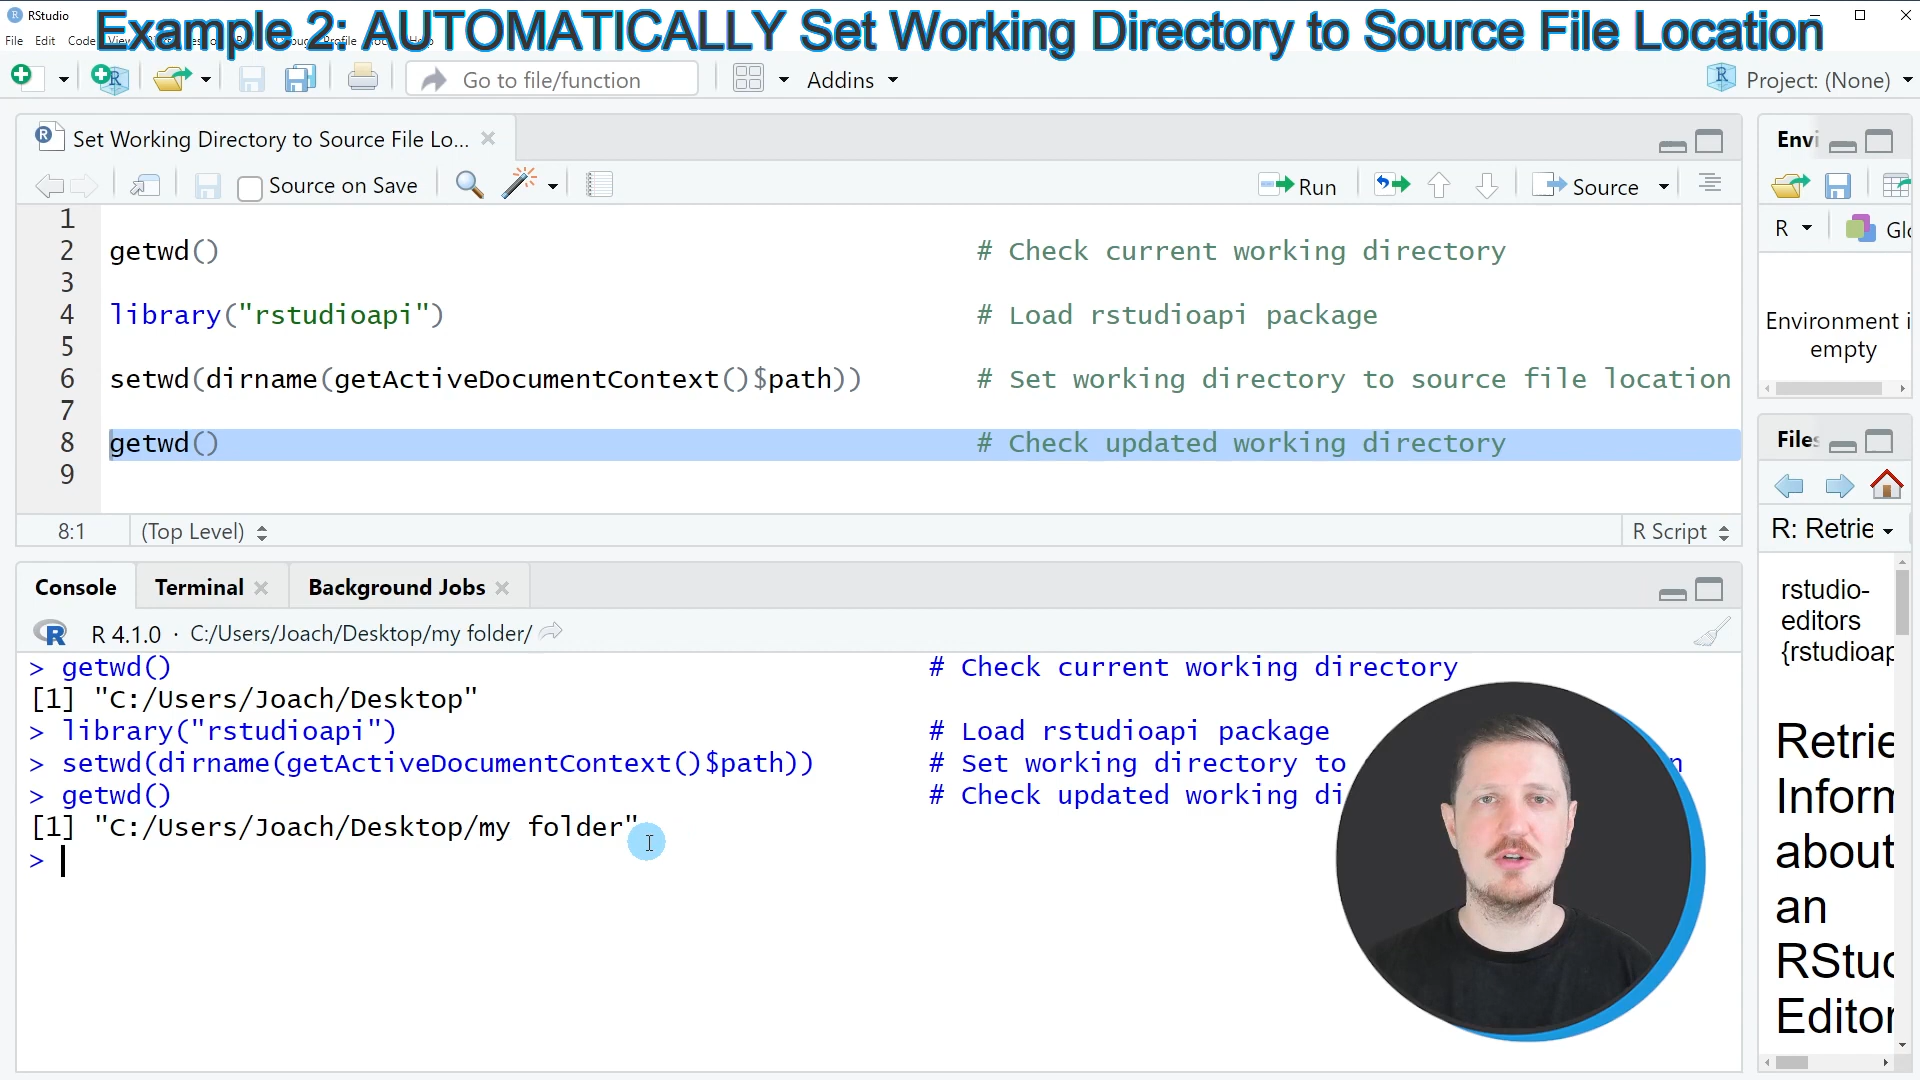 RStudio
Example 2: AUTOMATICALLY Set Working Directory to Source File Location
File Edit Code View
Profile
Go to file/function
Addins
Project: (None)
Set Working Directory to Source File Lo...
Source on Save
Run
Source
1
2 getwd() # Check current working directory
3
4 library("rstudioapi") # Load rstudioapi package
5
6 setwd(dirname(getActiveDocumentContext()$path)) # Set working directory to source file location
7
8 getwd() # Check updated working directory
9
8:1 (Top Level) R Script
Console Terminal Background Jobs
R 4.1.0 · C:/Users/Joach/Desktop/my folder/
> getwd() # Check current working directory
[1] "C:/Users/Joach/Desktop"
> library("rstudioapi") # Load rstudioapi package
> setwd(dirname(getActiveDocumentContext()$path)) # Set working directory to
> getwd() # Check updated working di
[1] "C:/Users/Joach/Desktop/my folder"
>
Envi
R Glo
Environment i
empty
Files
R: Retrie
rstudio-
editors
{rstudioap
Retrie
Inform
about
an
RStud
Editor